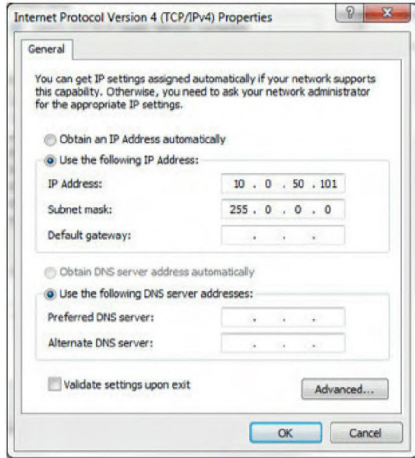 Internet Protocol Version 4 (TCP/IPv4) Properties
General
You can get IP settings assigned automatically if your network supports
this capability. Otherwise, you need to ask your network administrator
for the appropriate IP settings.
Obtain an IP Address automatically
Use the following IP Address:
IP Address: 10 . 0 . 50 . 101
Subnet mask: 255 . 0 . 0 . 0
Default gateway: . . .
Obtain DNS server address automatically
Use the following DNS server addresses:
Preferred DNS server: . . .
Alternate DNS server: . . .
Validate settings upon exit
Advanced...
OK Cancel